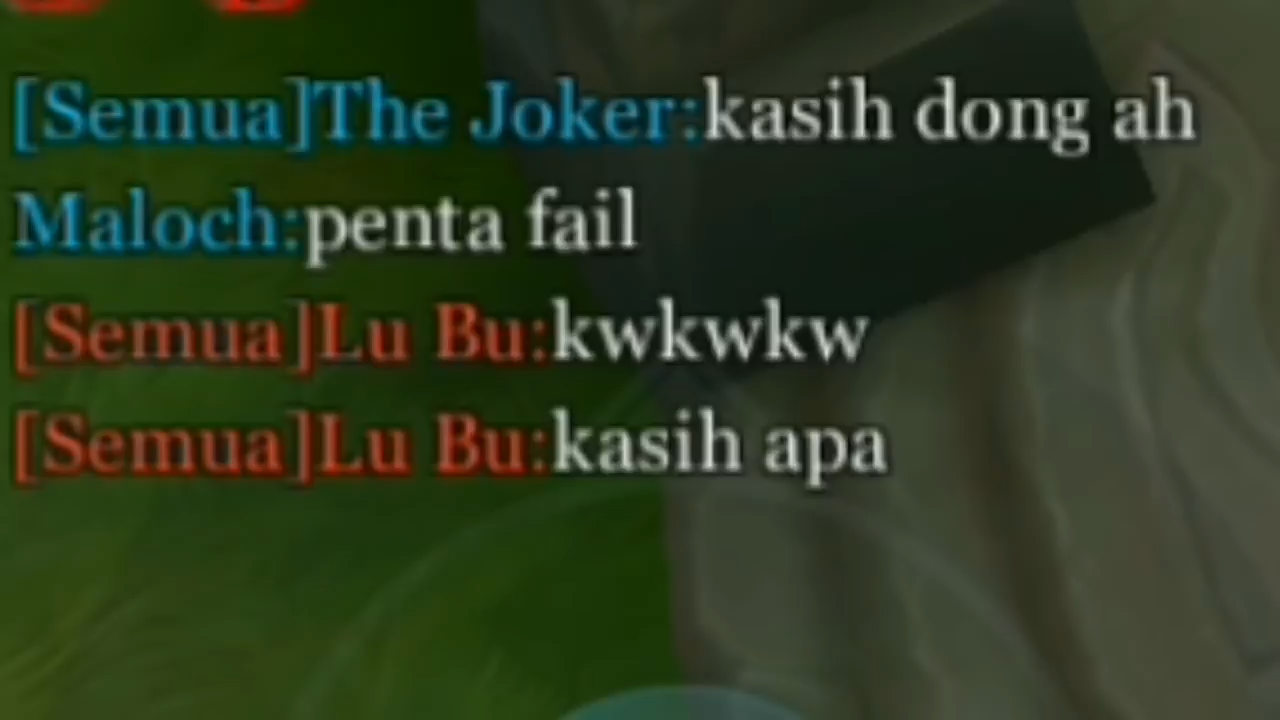 [Semua]The Joker:kasih dong ah
Maloch:penta fail
[Semua]Lu Bu:kwkwkw
[Semua]Lu Bu:kasih apa